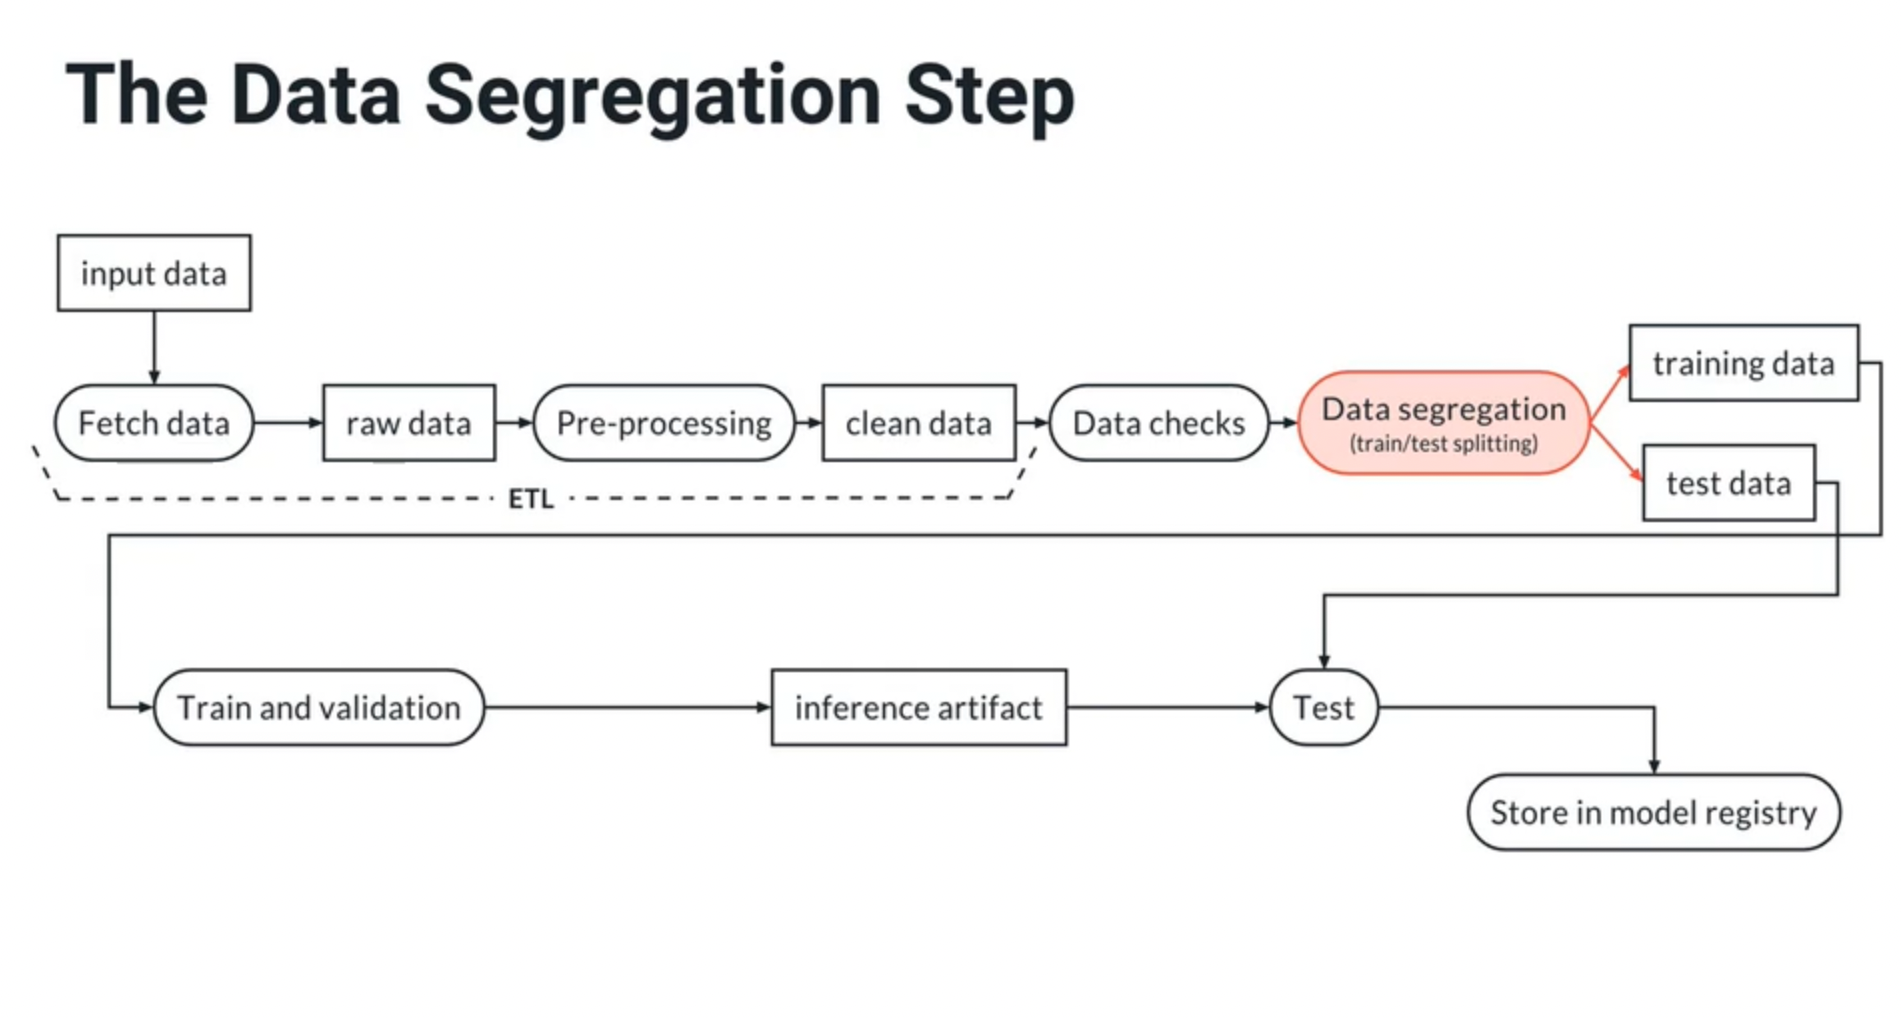 The Data Segregation Step
input data
Fetch data
raw data
Pre-processing
clean data
Data checks
Data segregation
(train/test splitting)
training data
test data
ETL
Train and validation
inference artifact
Test
Store in model registry